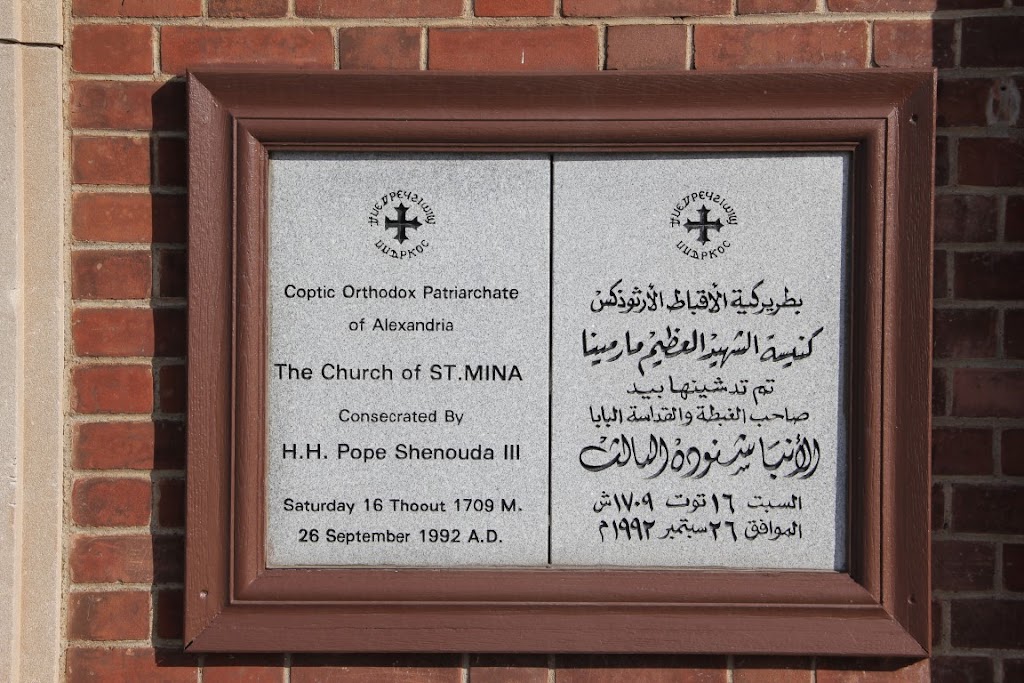 Coptic Orthodox Patriarchate
of Alexandria
The Church of ST.MINA
Consecrated By
H.H. Pope Shenouda III
Saturday 16 Thoout 1709 M.
26 September 1992 A.D.
بطريركية الأقباط الأرثوذكس
كنيسة الشهيد العظيم مارمينا
تم تدشينها بيد
صاحب الغبطة والقداسة البابا
الأنبا شنودة الثالث
السبت ١٦ توت ١٧٠٩ش
الموافق ٢٦ سبتمبر ١٩٩٢م